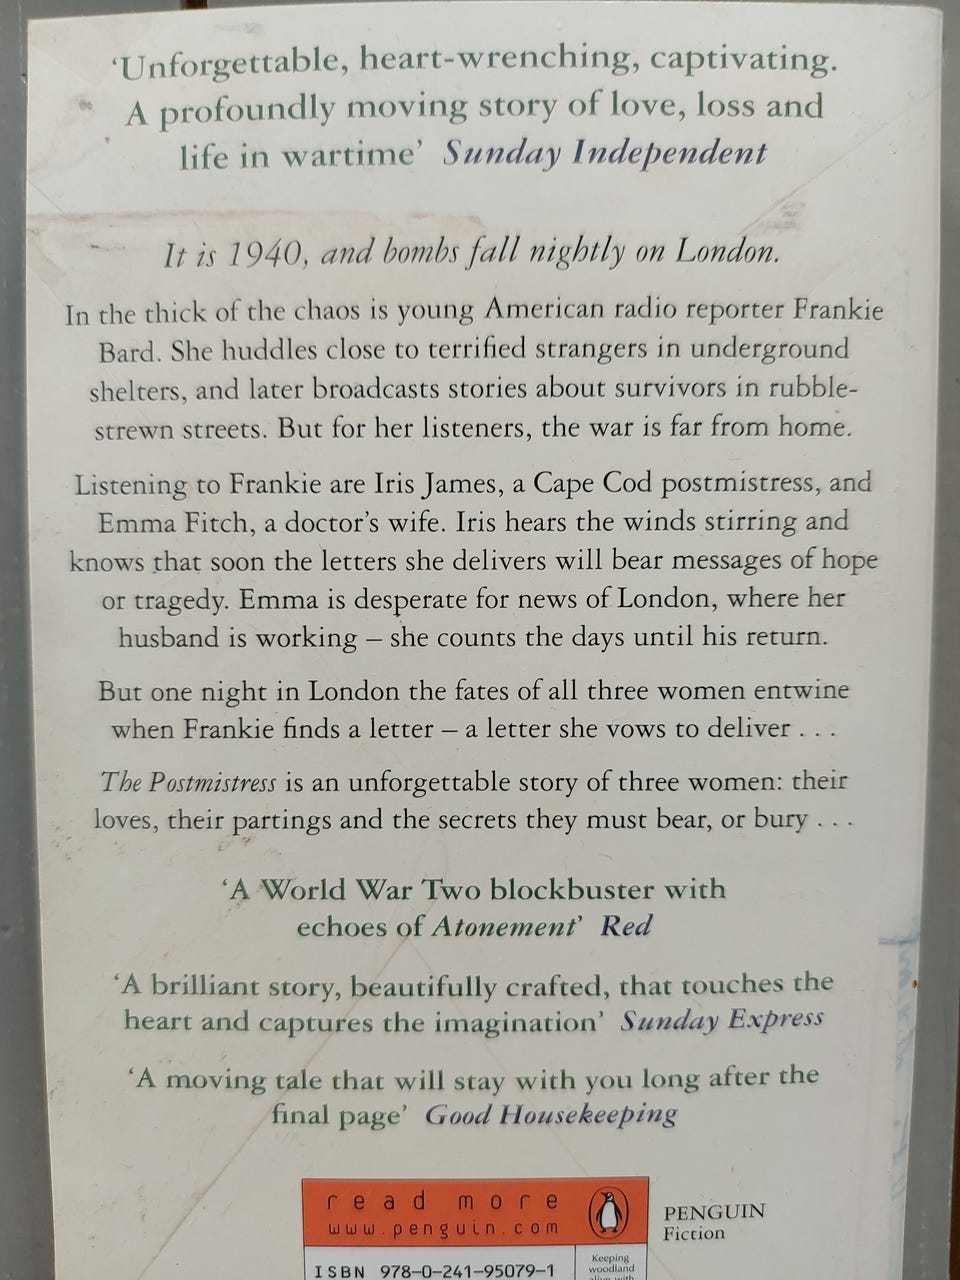 ‘Unforgettable, heart-wrenching, captivating.
A profoundly moving story of love, loss and
life in wartime’ Sunday Independent
It is 1940, and bombs fall nightly on London.
In the thick of the chaos is young American radio reporter Frankie
Bard. She huddles close to terrified strangers in underground
shelters, and later broadcasts stories about survivors in rubble-
strewn streets. But for her listeners, the war is far from home.
Listening to Frankie are Iris James, a Cape Cod postmistress, and
Emma Fitch, a doctor’s wife. Iris hears the winds stirring and
knows that soon the letters she delivers will bear messages of hope
or tragedy. Emma is desperate for news of London, where her
husband is working – she counts the days until his return.
But one night in London the fates of all three women entwine
when Frankie finds a letter – a letter she vows to deliver . . .
The Postmistress is an unforgettable story of three women: their
loves, their partings and the secrets they must bear, or bury . . .
‘A World War Two blockbuster with
echoes of Atonement’ Red
‘A brilliant story, beautifully crafted, that touches the
heart and captures the imagination’ Sunday Express
‘A moving tale that will stay with you long after the
final page’ Good Housekeeping
read more
www.penguin.com
PENGUIN
Fiction
ISBN 978-0-241-95079-1
Keeping
woodland
alive with